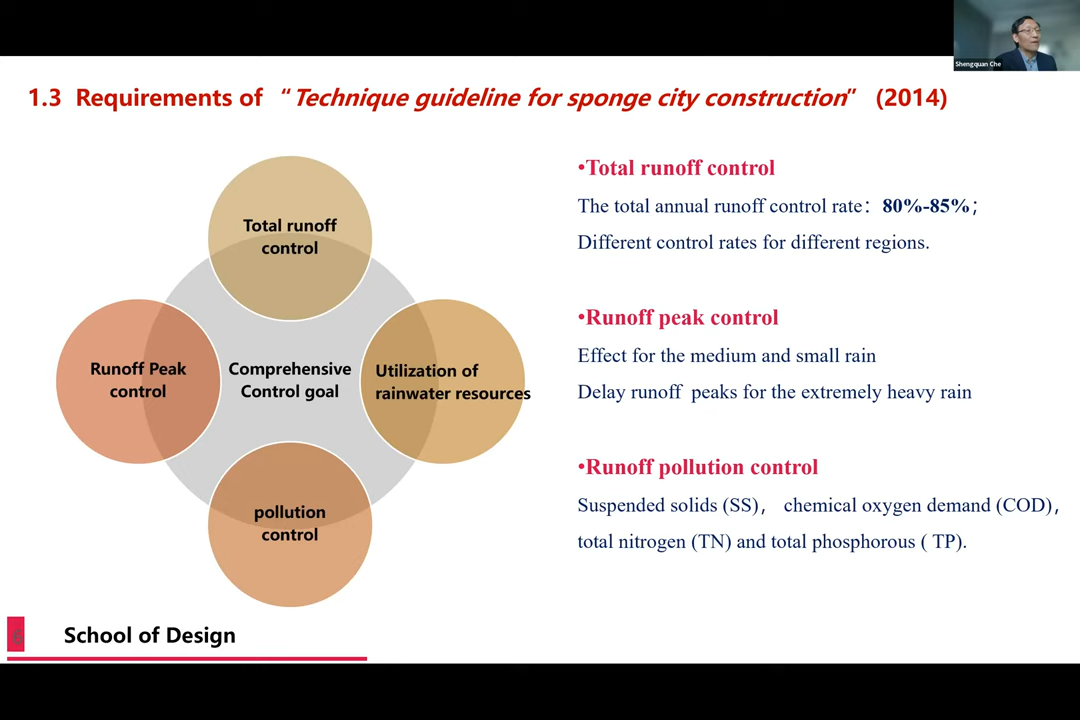 Shengquan Che
1.3 Requirements of “Technique guideline for sponge city construction” (2014)
Total runoff
control
Runoff Peak
control
Comprehensive
Control goal
Utilization of
rainwater resources
pollution
control
•Total runoff control
The total annual runoff control rate：80%-85%；
Different control rates for different regions.
•Runoff peak control
Effect for the medium and small rain
Delay runoff peaks for the extremely heavy rain
•Runoff pollution control
Suspended solids (SS)， chemical oxygen demand (COD)，
total nitrogen (TN) and total phosphorous ( TP).
School of Design